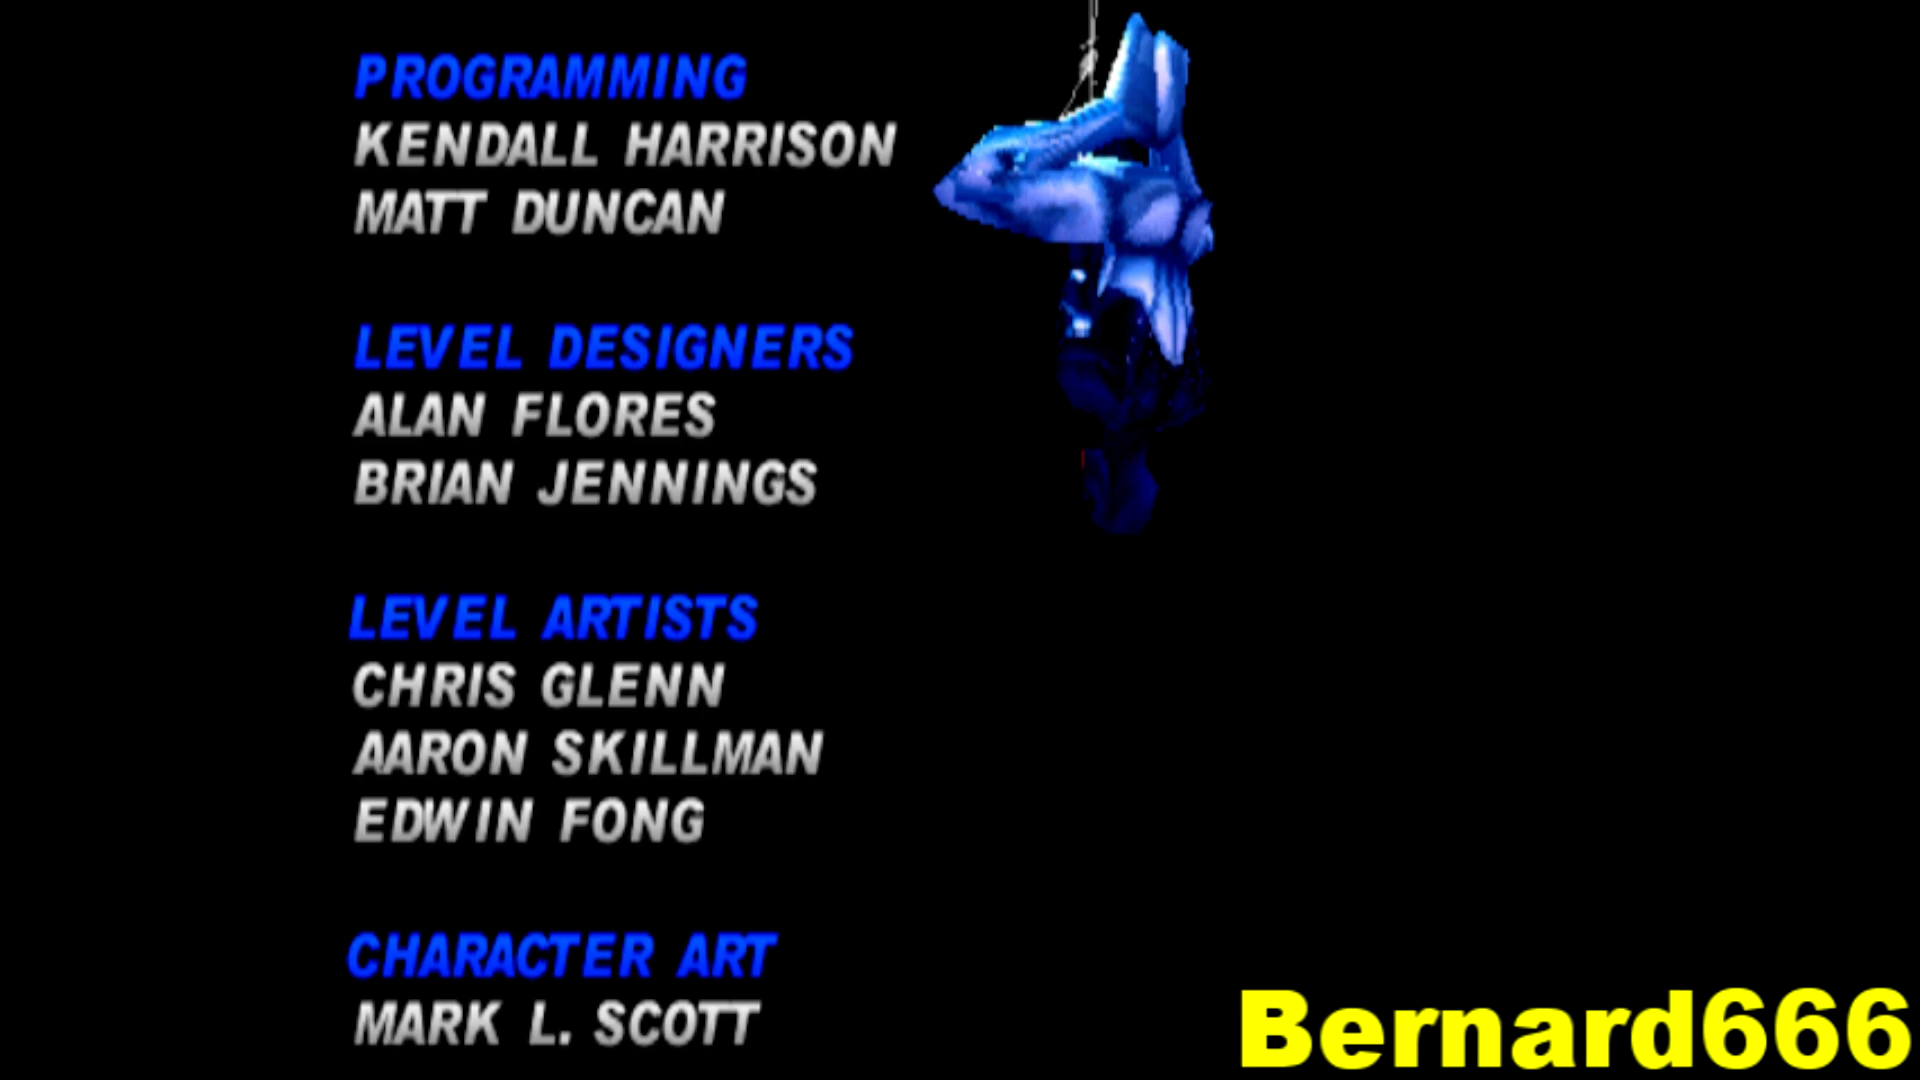 PROGRAMMING
KENDALL HARRISON
MATT DUNCAN
LEVEL DESIGNERS
ALAN FLORES
BRIAN JENNINGS
LEVEL ARTISTS
CHRIS GLENN
AARON SKILLMAN
EDWIN FONG
CHARACTER ART
MARK L. SCOTT
Bernard666